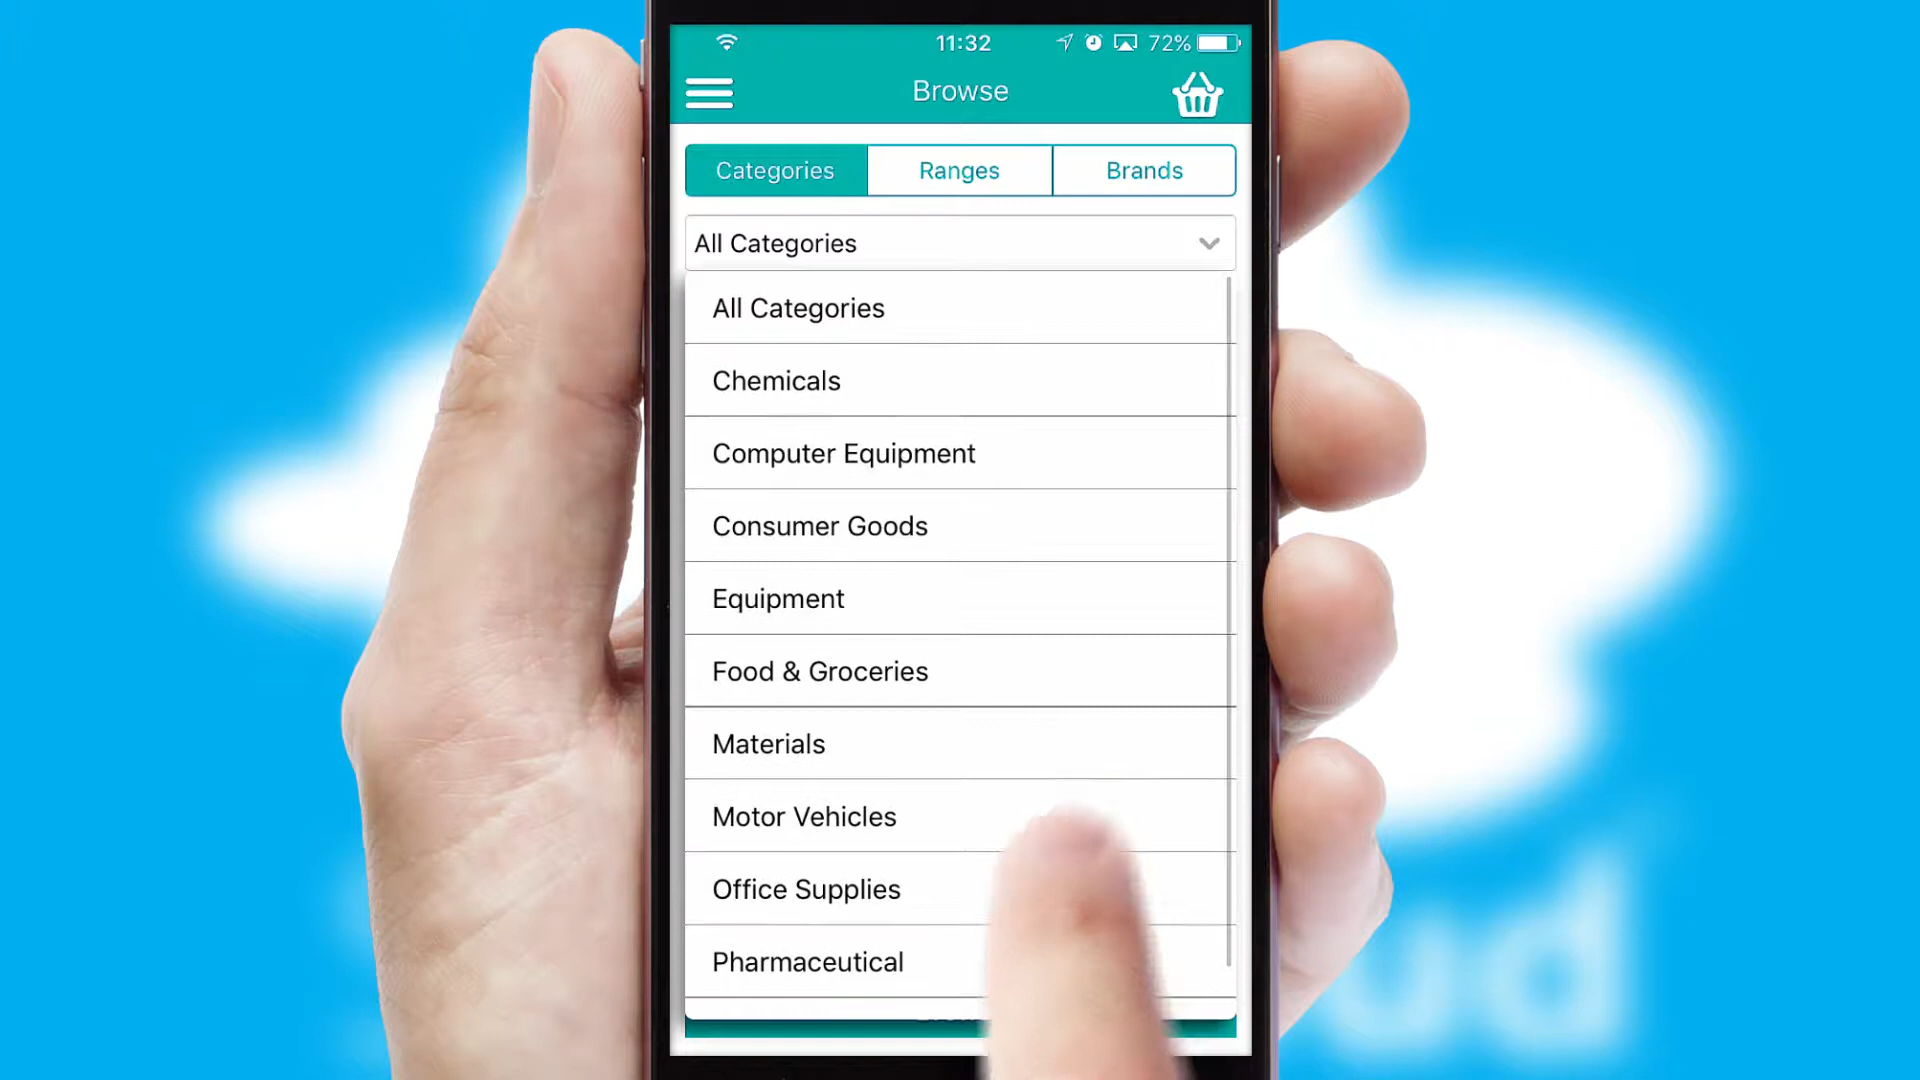 11:32
72%
Browse
Categories
Ranges
Brands
All Categories
All Categories
Chemicals
Computer Equipment
Consumer Goods
Equipment
Food & Groceries
Materials
Motor Vehicles
Office Supplies
Pharmaceutical